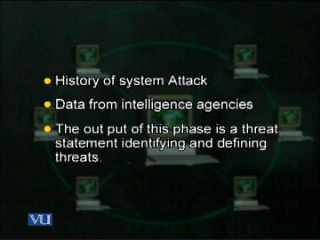 History of system Attack
Data from intelligence agencies
The out put of this phase is a threat
statement identifying and defining
threats.
VU